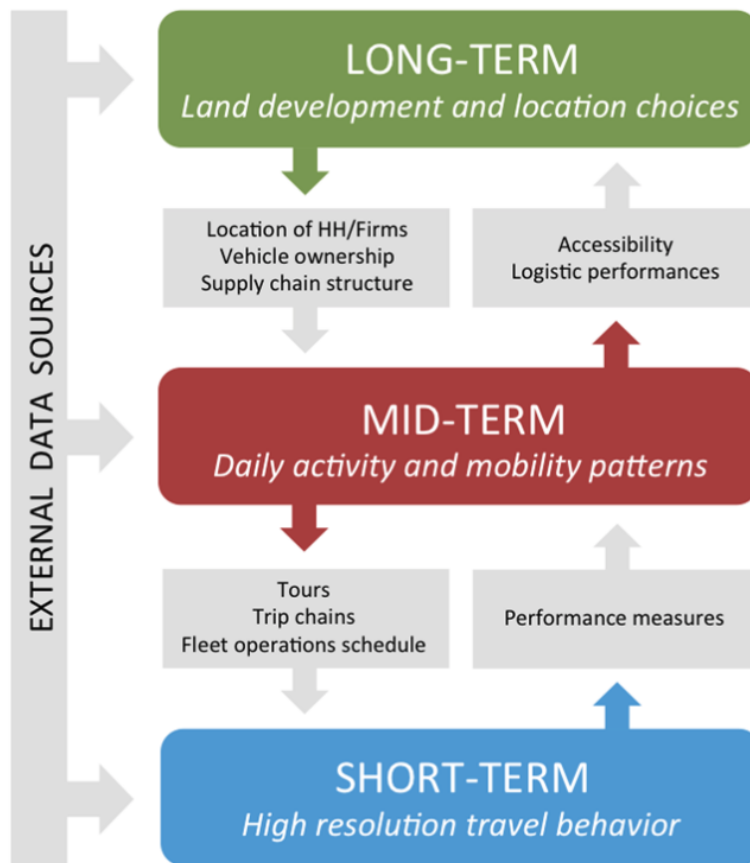 EXTERNAL DATA SOURCES
LONG-TERM
Land development and location choices
Location of HH/Firms
Vehicle ownership
Supply chain structure
Accessibility
Logistic performances
MID-TERM
Daily activity and mobility patterns
Tours
Trip chains
Fleet operations schedule
Performance measures
SHORT-TERM
High resolution travel behavior